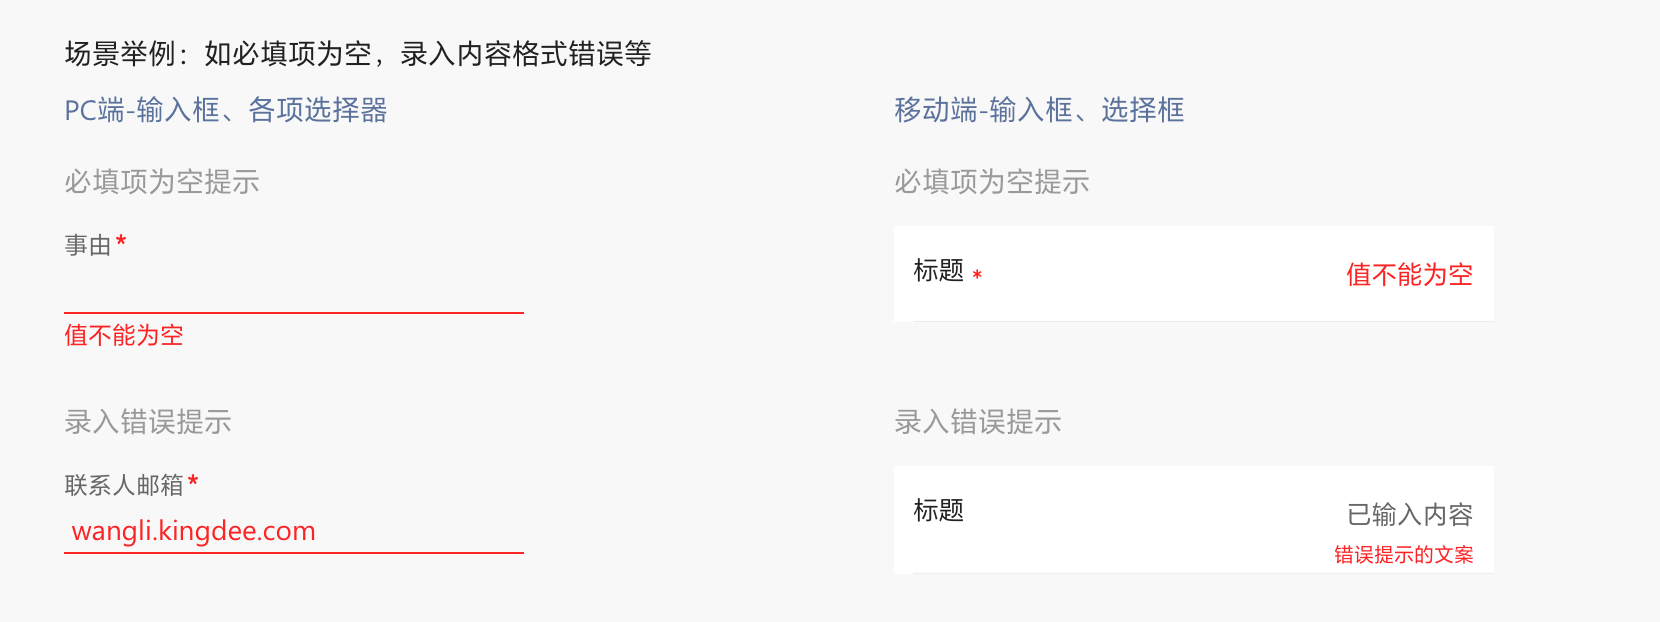 场景举例：如必填项为空，录入内容格式错误等
PC端-输入框、各项选择器
必填项为空提示
事由*
值不能为空
录入错误提示
联系人邮箱*
wangli.kingdee.com
移动端-输入框、选择框
必填项为空提示
标题 * 值不能为空
录入错误提示
标题 已输入内容
错误提示的文案